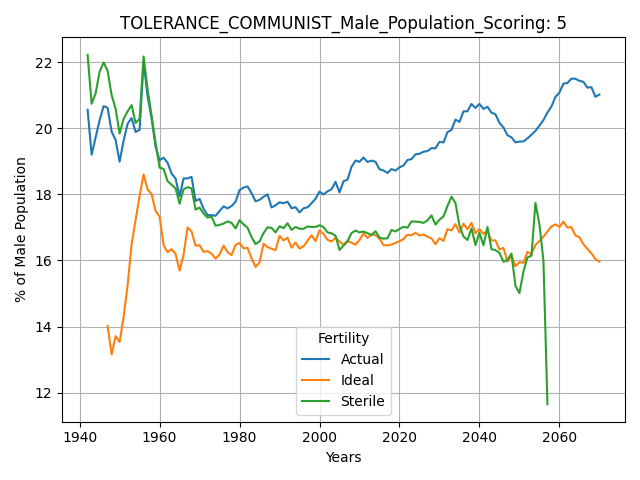 TOLERANCE_COMMUNIST_Male_Population_Scoring: 5
% of Male Population
22
20
18
16
14
12
Fertility
Actual
Ideal
Sterile
1940 1960 1980 2000 2020 2040 2060
Years